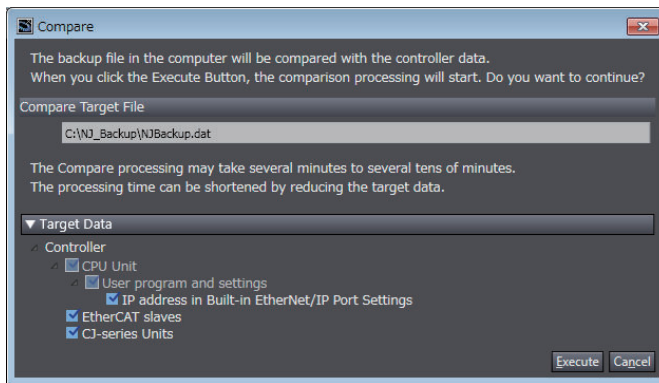 Compare
The backup file in the computer will be compared with the controller data.
When you click the Execute Button, the comparison processing will start. Do you want to continue?
Compare Target File
C:\NJ_Backup\NJBackup.dat
The Compare processing may take several minutes to several tens of minutes.
The processing time can be shortened by reducing the target data.
▼ Target Data
Controller
CPU Unit
User program and settings
IP address in Built-in EtherNet/IP Port Settings
EtherCAT slaves
CJ-series Units
Execute Cancel